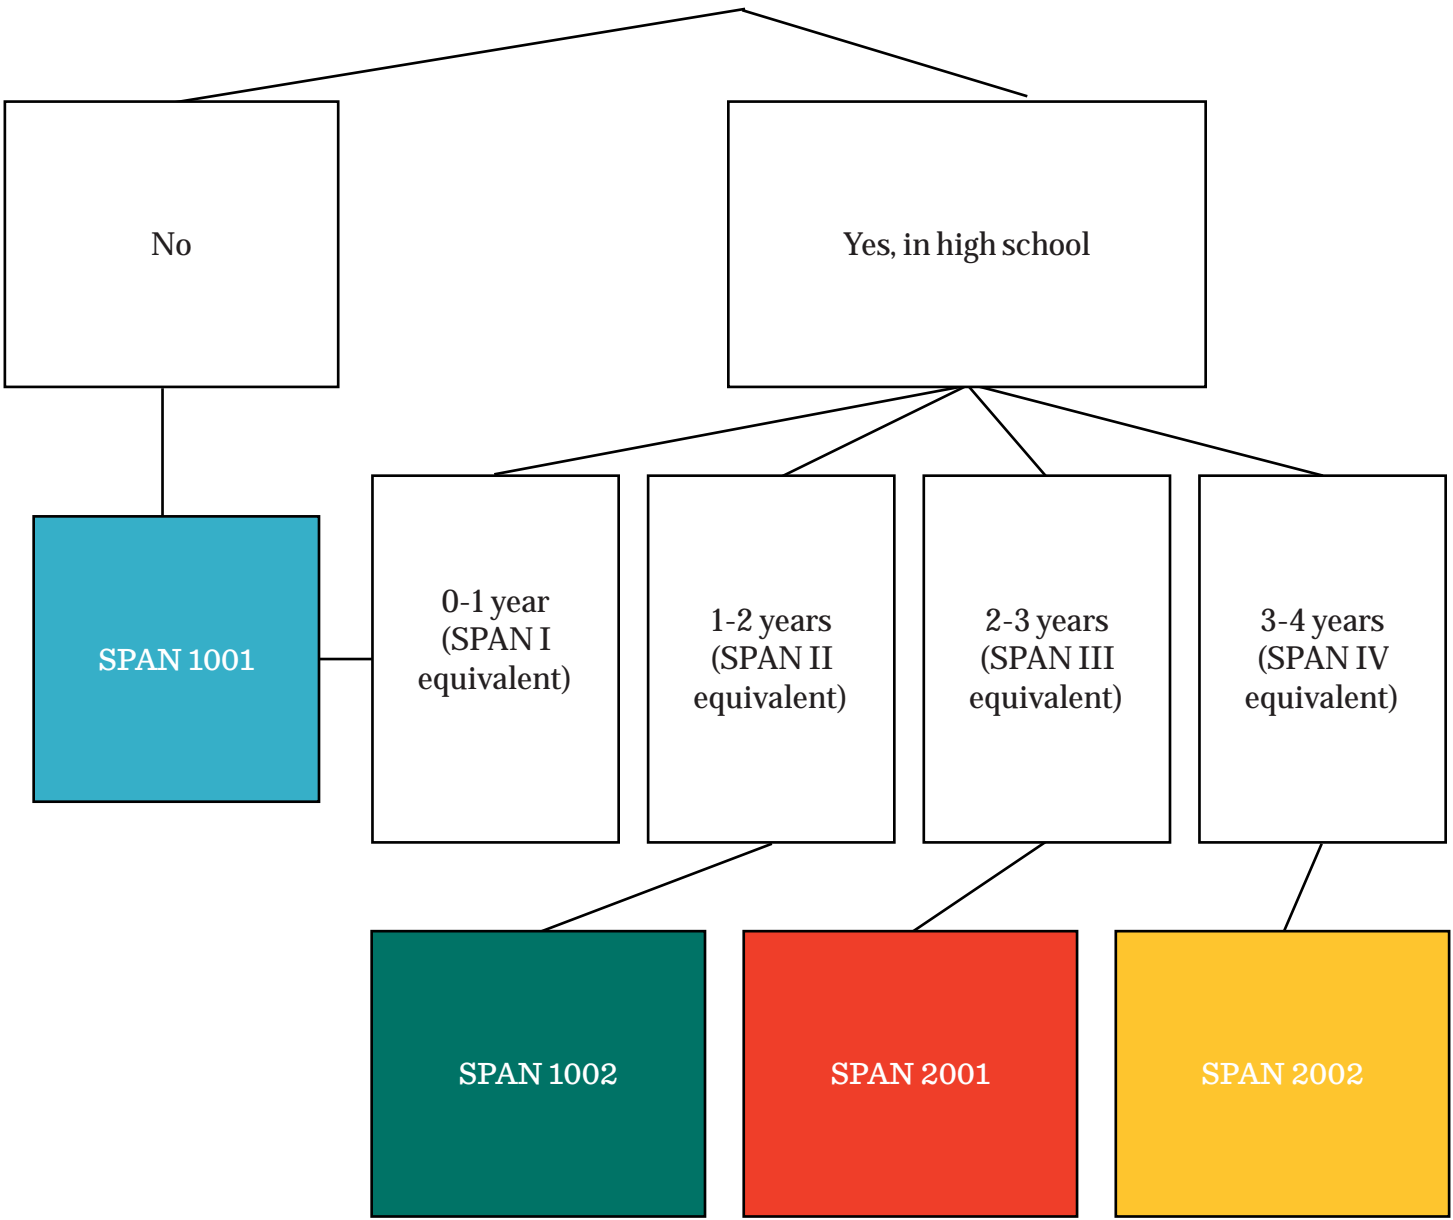 No
Yes, in high school
SPAN 1001
0-1 year
(SPAN I
equivalent)
1-2 years
(SPAN II
equivalent)
2-3 years
(SPAN III
equivalent)
3-4 years
(SPAN IV
equivalent)
SPAN 1002
SPAN 2001
SPAN 2002